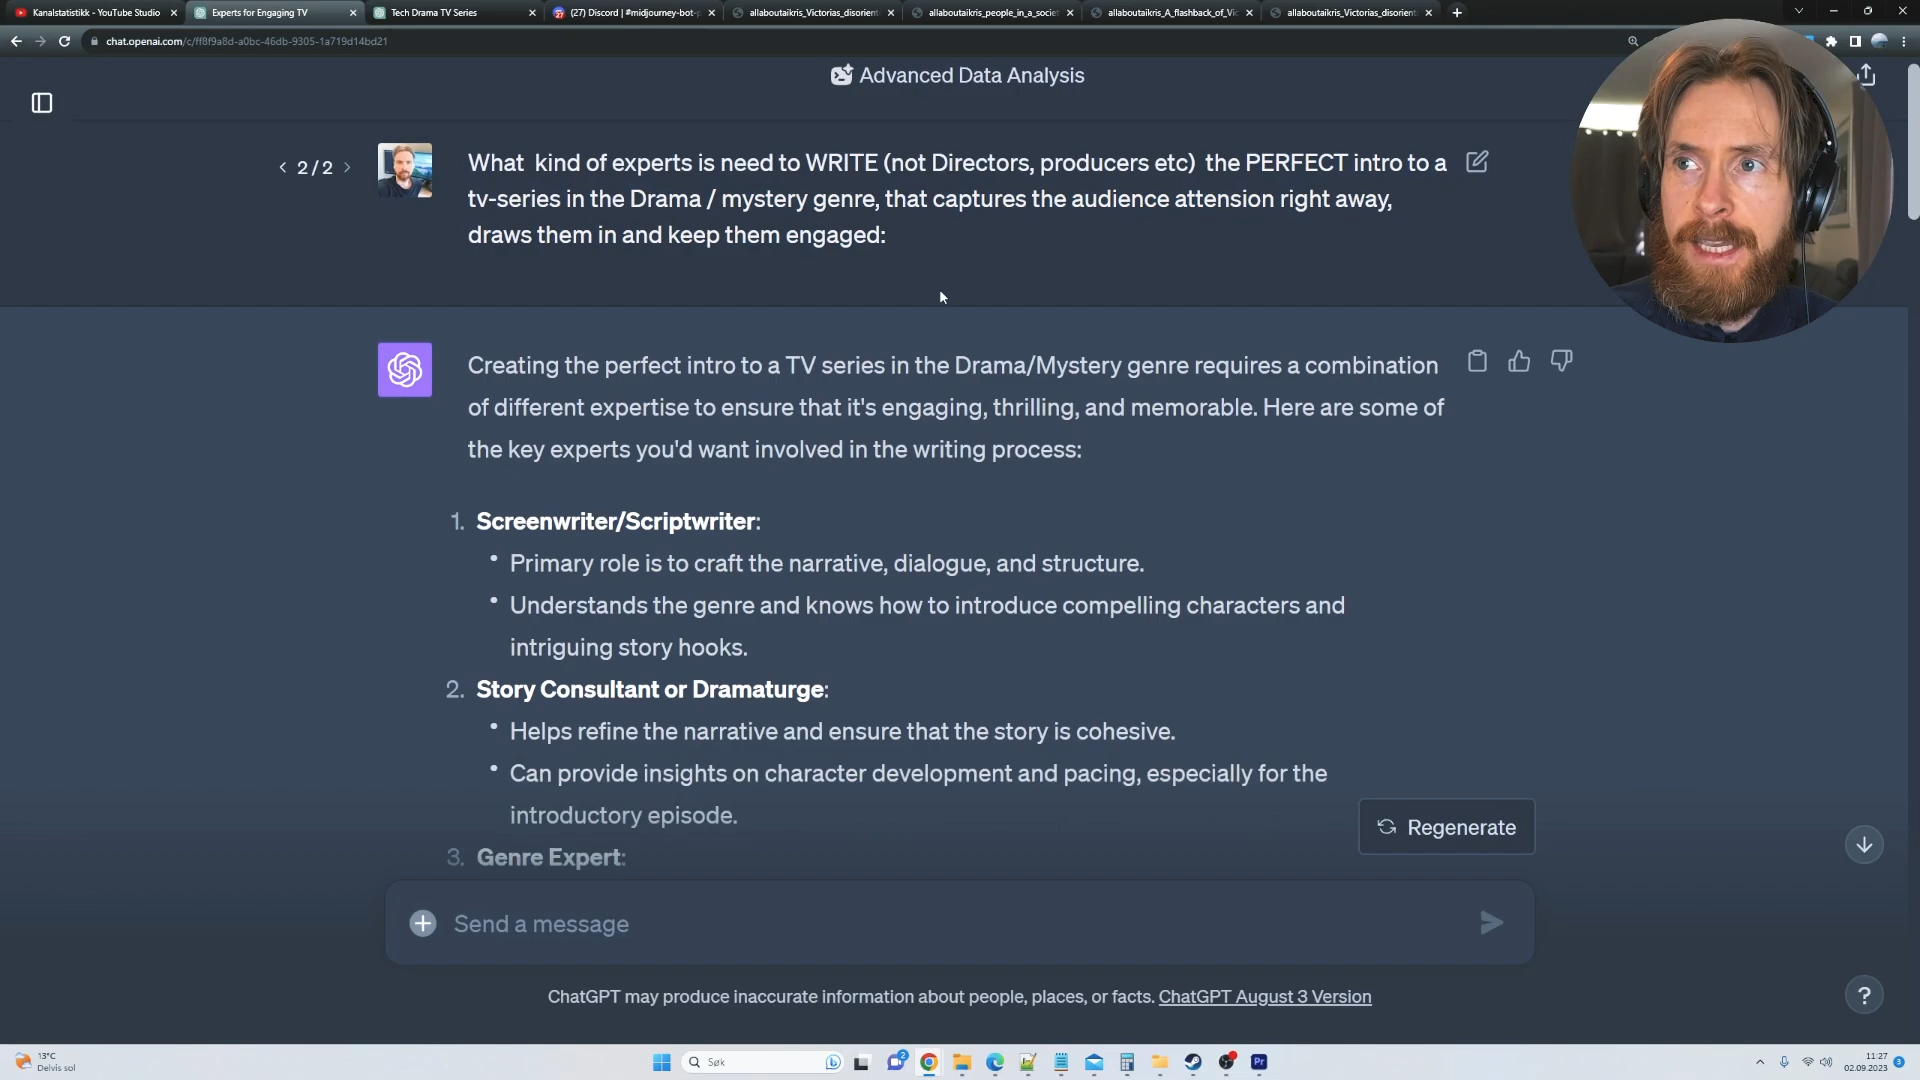 Kanalstatistikk - YouTube Studio
Experts for Engaging TV
Tech Drama TV Series
(27) Discord | #midjourney-bot-p
allaboutaikris_Victorias_disorient
allaboutaikris_people_in_a_societ
allaboutaikris_A_flashback_of_Vic
allaboutaikris_Victorias_disorient
chat.openai.com/c/ff8f9a8d-a0bc-46db-9305-1a719d14bd21
Advanced Data Analysis
2 / 2
What kind of experts is need to WRITE (not Directors, producers etc) the PERFECT intro to a
tv-series in the Drama / mystery genre, that captures the audience attension right away,
draws them in and keep them engaged:
Creating the perfect intro to a TV series in the Drama/Mystery genre requires a combination
of different expertise to ensure that it's engaging, thrilling, and memorable. Here are some of
the key experts you'd want involved in the writing process:
1. Screenwriter/Scriptwriter:
• Primary role is to craft the narrative, dialogue, and structure.
• Understands the genre and knows how to introduce compelling characters and
intriguing story hooks.
2. Story Consultant or Dramaturge:
• Helps refine the narrative and ensure that the story is cohesive.
• Can provide insights on character development and pacing, especially for the
introductory episode.
Regenerate
3. Genre Expert:
Send a message
ChatGPT may produce inaccurate information about people, places, or facts. ChatGPT August 3 Version
?
13°C
Delvis sol
Søk
2
Pr
11:27
02.09.2023
3